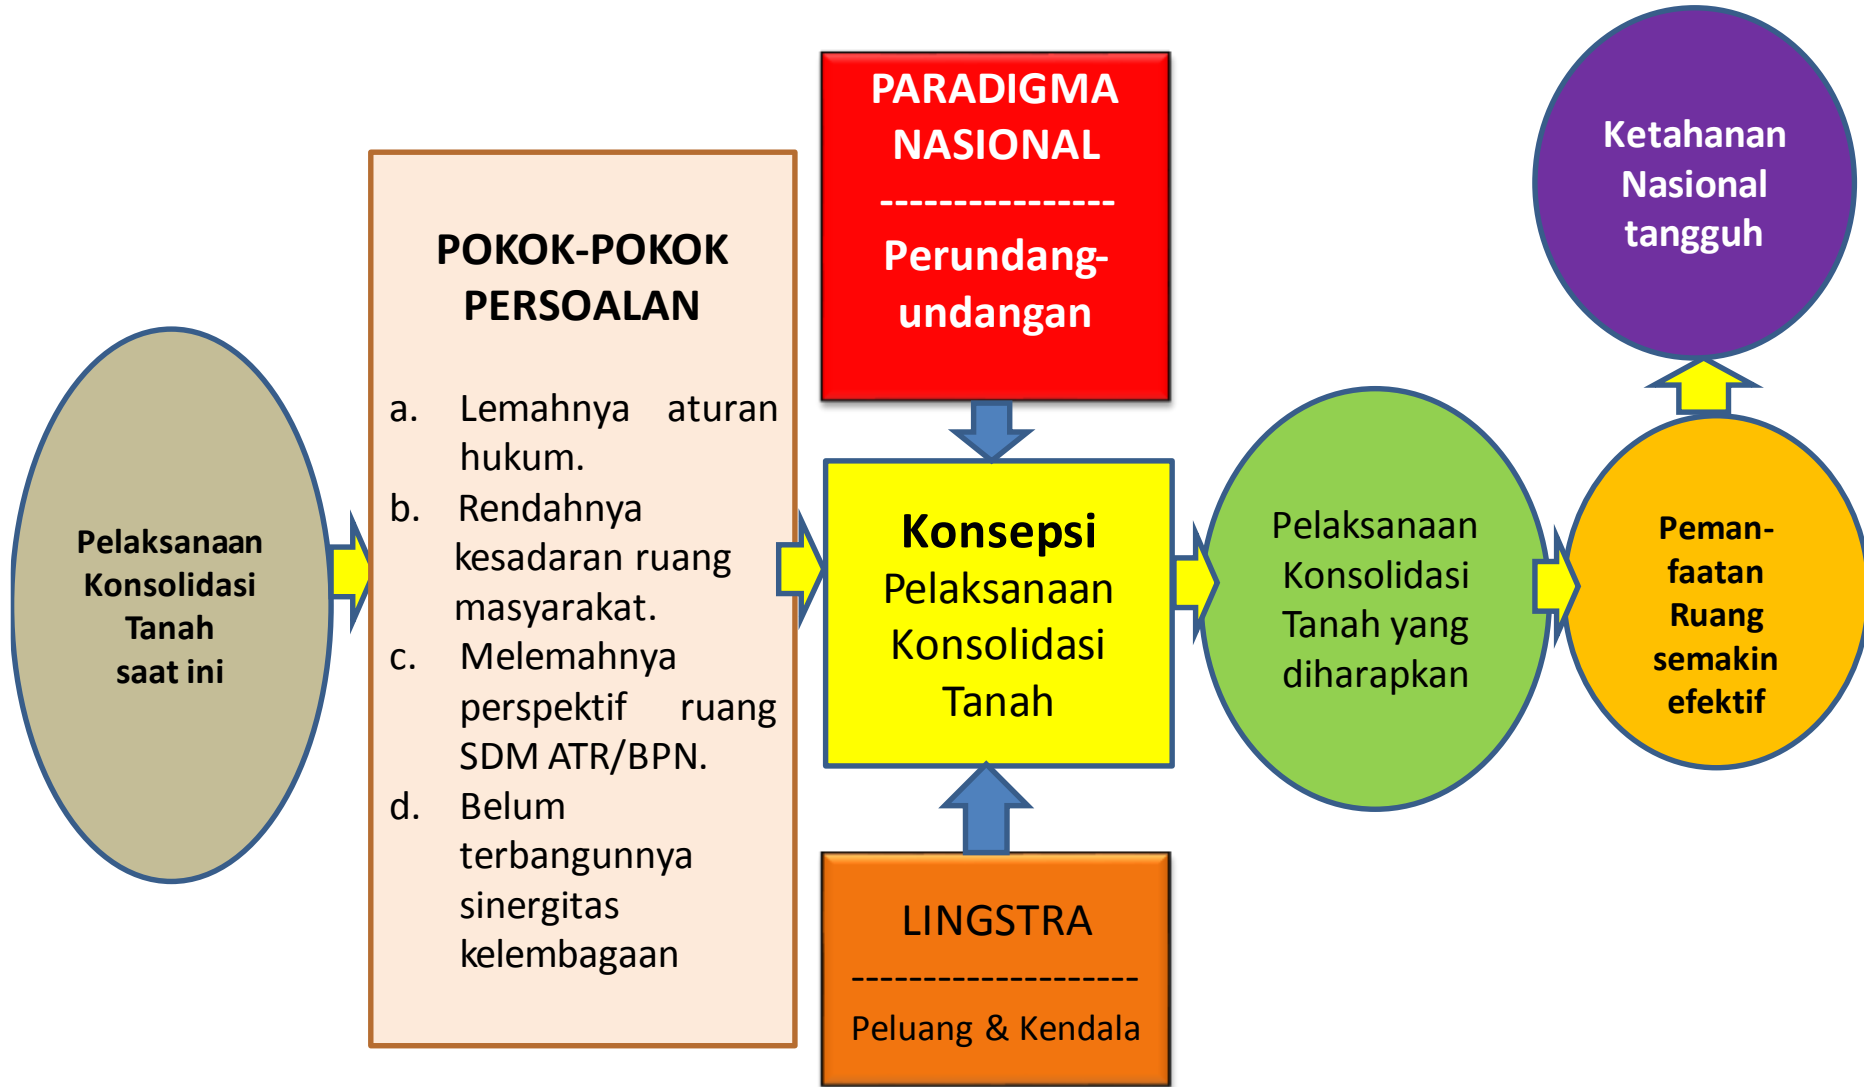 Pelaksanaan
Konsolidasi
Tanah
saat ini
POKOK-POKOK
PERSOALAN
a. Lemahnya aturan
hukum.
b. Rendahnya
kesadaran ruang
masyarakat.
c. Melemahnya
perspektif ruang
SDM ATR/BPN.
d. Belum
terbangunnya
sinergitas
kelembagaan
PARADIGMA
NASIONAL
----------------
Perundang-
undangan
Konsepsi
Pelaksanaan
Konsolidasi
Tanah
LINGSTRA
--------------------
Peluang & Kendala
Pelaksanaan
Konsolidasi
Tanah yang
diharapkan
Peman-
faatan
Ruang
semakin
efektif
Ketahanan
Nasional
tangguh